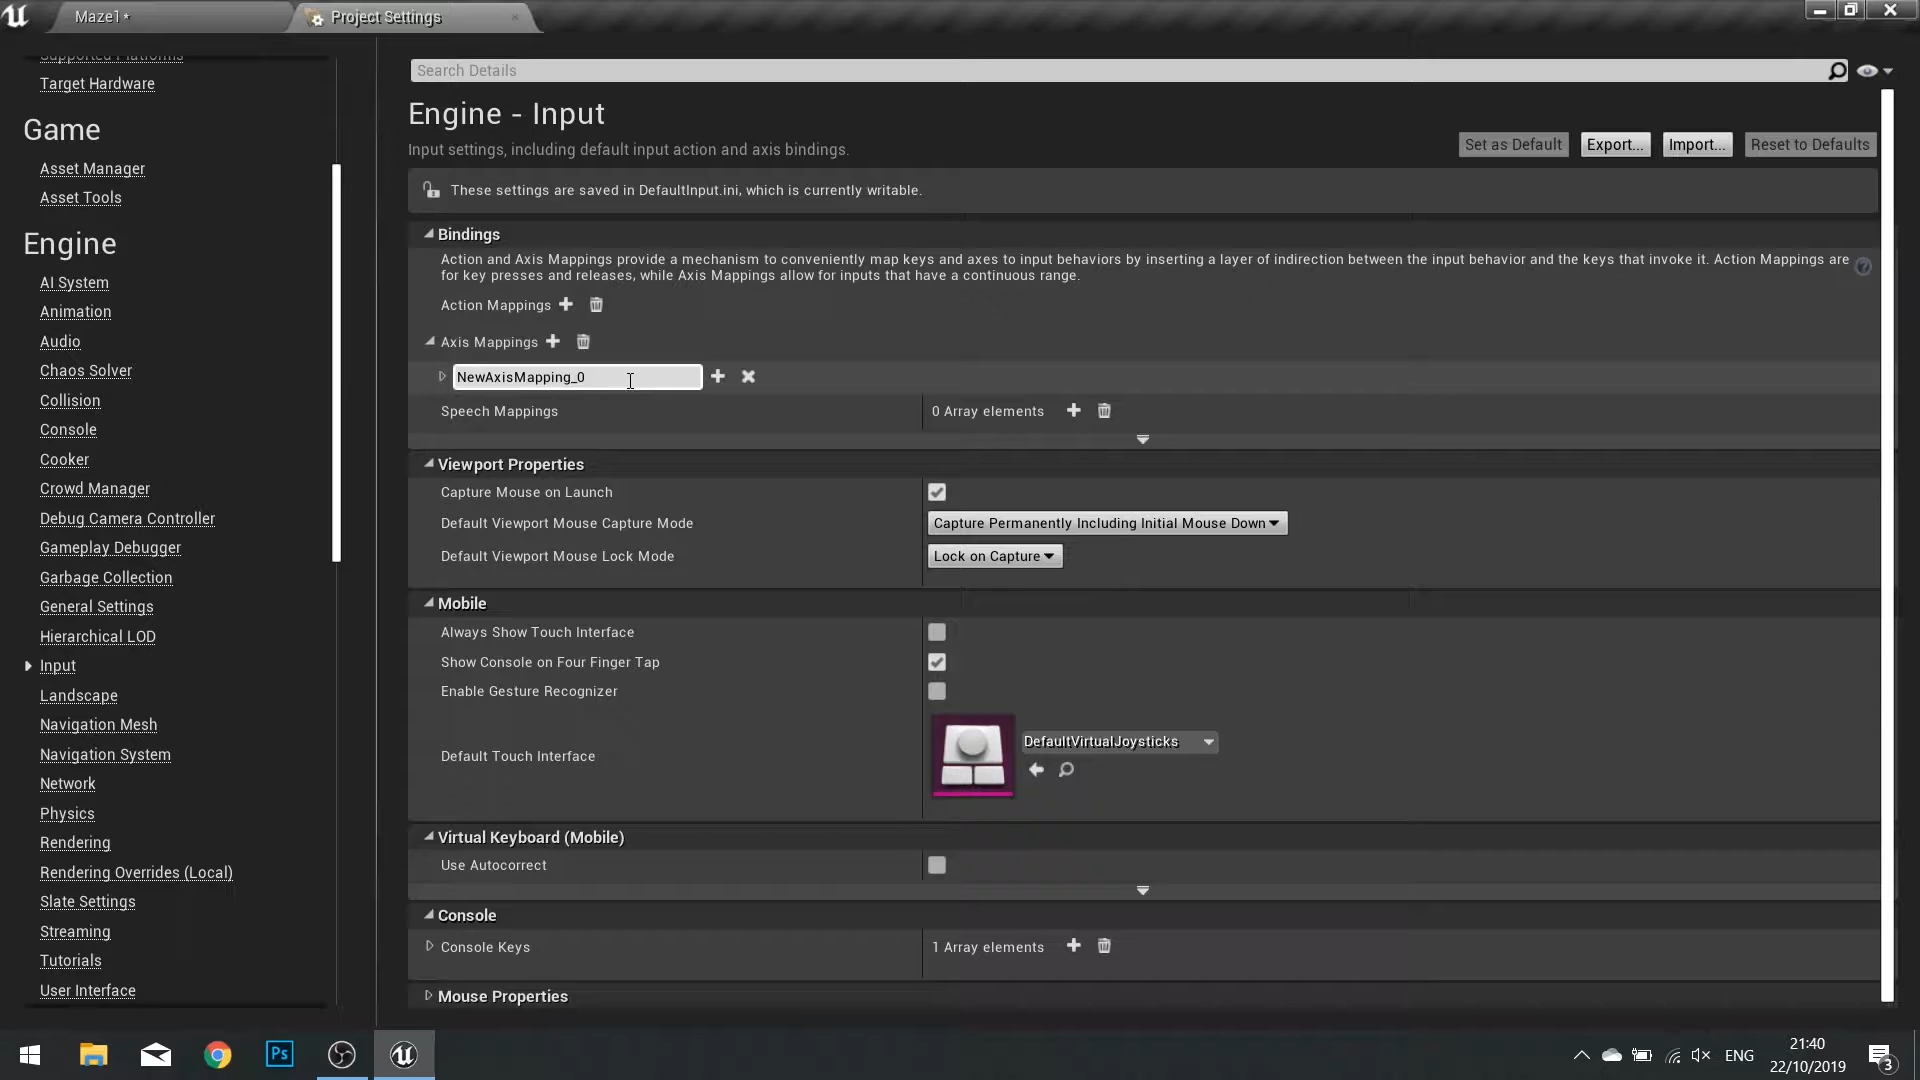 Maze1*
Project Settings
Supported Platforms
Target Hardware
Game
Asset Manager
Asset Tools
Engine
AI System
Animation
Audio
Chaos Solver
Collision
Console
Cooker
Crowd Manager
Debug Camera Controller
Gameplay Debugger
Garbage Collection
General Settings
Hierarchical LOD
Input
Landscape
Navigation Mesh
Navigation System
Network
Physics
Rendering
Rendering Overrides (Local)
Slate Settings
Streaming
Tutorials
User Interface
Search Details
Engine - Input
Input settings, including default input action and axis bindings.
Set as Default
Export...
Import...
Reset to Defaults
These settings are saved in DefaultInput.ini, which is currently writable.
Bindings
Action and Axis Mappings provide a mechanism to conveniently map keys and axes to input behaviors by inserting a layer of indirection between the input behavior and the keys that invoke it. Action Mappings are
for key presses and releases, while Axis Mappings allow for inputs that have a continuous range.
Action Mappings
Axis Mappings
NewAxisMapping_0
Speech Mappings
0 Array elements
Viewport Properties
Capture Mouse on Launch
Default Viewport Mouse Capture Mode
Capture Permanently Including Initial Mouse Down
Default Viewport Mouse Lock Mode
Lock on Capture
Mobile
Always Show Touch Interface
Show Console on Four Finger Tap
Enable Gesture Recognizer
Default Touch Interface
DefaultVirtualJoysticks
Virtual Keyboard (Mobile)
Use Autocorrect
Console
Console Keys
1 Array elements
Mouse Properties
Ps
ENG
21:40
22/10/2019
3